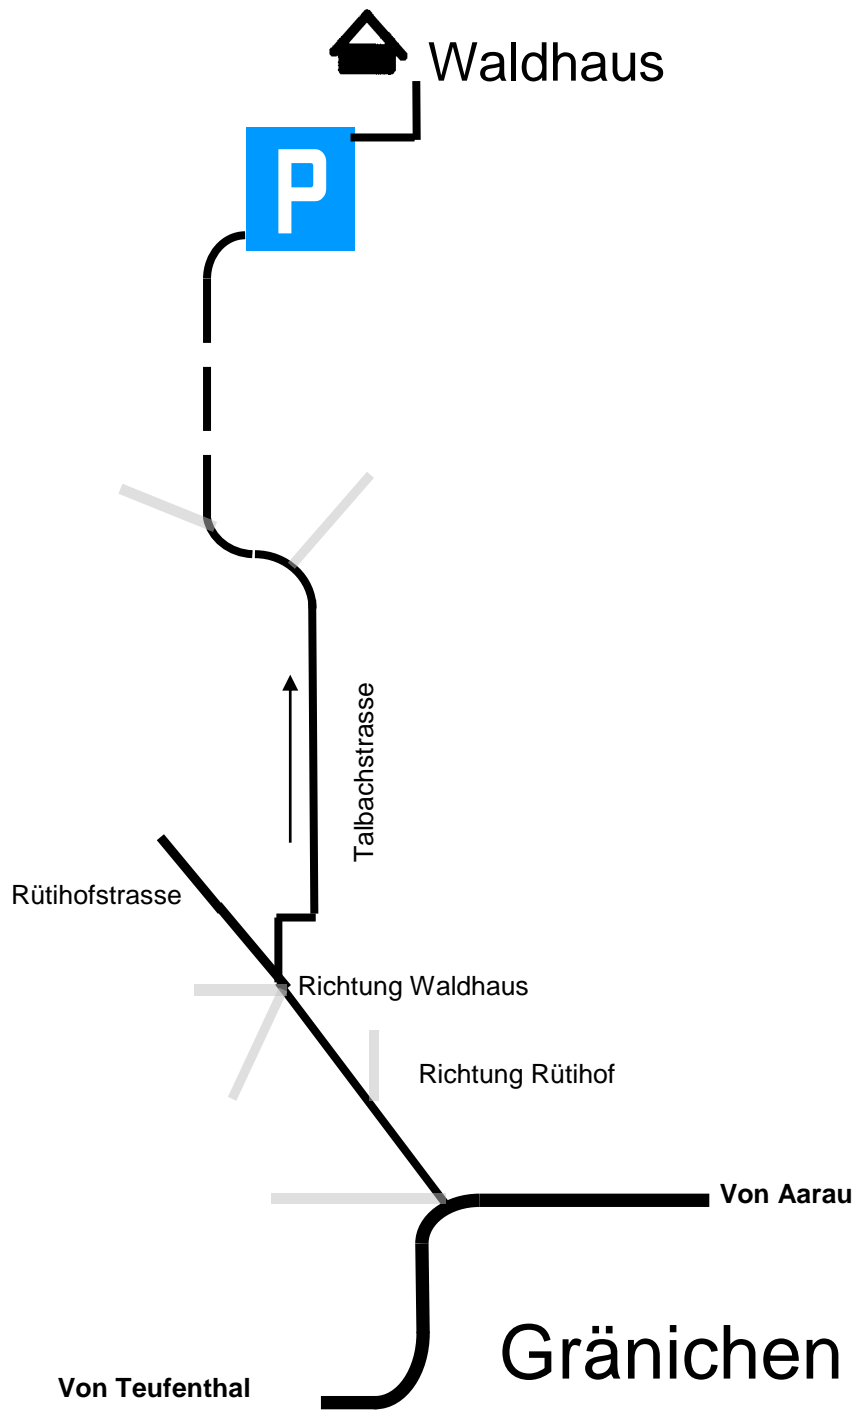 Waldhaus
P
Talbachstrasse
Rütihofstrasse
Richtung Waldhaus
Richtung Rütihof
Von Aarau
Gränichen
Von Teufenthal